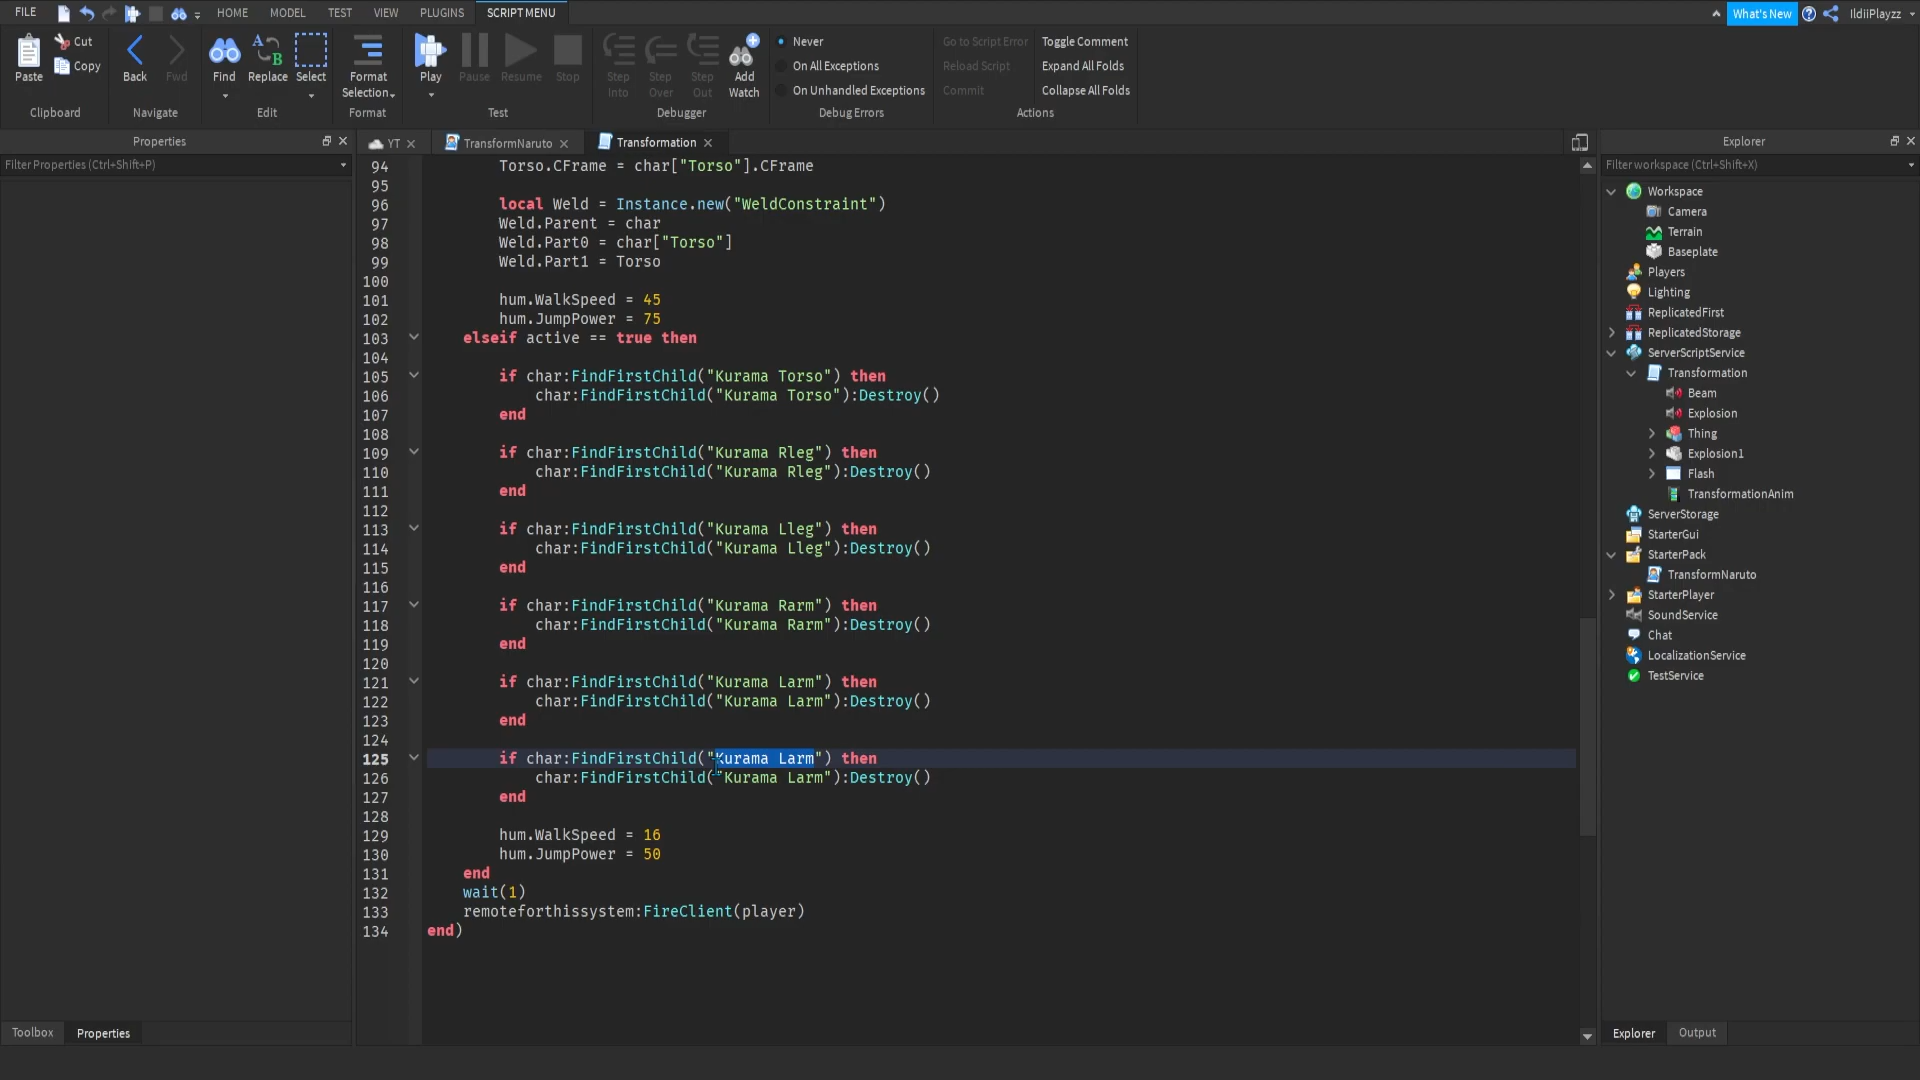 FILE HOME MODEL TEST VIEW PLUGINS SCRIPT MENU What's New IldiiPlayzz
Paste Cut Copy Back Fwd Find Replace Select Format Selection Play Pause Resume Stop Step Into Step Over Step Out Add Watch
Never
On All Exceptions
On Unhandled Exceptions
Go to Script Error
Reload Script
Commit
Toggle Comment
Expand All Folds
Collapse All Folds
Clipboard Navigate Edit Format Test Debugger Debug Errors Actions
Properties
Filter Properties (Ctrl+Shift+P)
YT TransformNaruto Transformation
94 Torso.CFrame = char["Torso"].CFrame
95
96 local Weld = Instance.new("WeldConstraint")
97 Weld.Parent = char
98 Weld.Part0 = char["Torso"]
99 Weld.Part1 = Torso
100
101 hum.WalkSpeed = 45
102 hum.JumpPower = 75
103 elseif active == true then
104
105 if char:FindFirstChild("Kurama Torso") then
106 char:FindFirstChild("Kurama Torso"):Destroy()
107 end
108
109 if char:FindFirstChild("Kurama Rleg") then
110 char:FindFirstChild("Kurama Rleg"):Destroy()
111 end
112
113 if char:FindFirstChild("Kurama Lleg") then
114 char:FindFirstChild("Kurama Lleg"):Destroy()
115 end
116
117 if char:FindFirstChild("Kurama Rarm") then
118 char:FindFirstChild("Kurama Rarm"):Destroy()
119 end
120
121 if char:FindFirstChild("Kurama Larm") then
122 char:FindFirstChild("Kurama Larm"):Destroy()
123 end
124
125 if char:FindFirstChild("Kurama Larm") then
126 char:FindFirstChild("Kurama Larm"):Destroy()
127 end
128
129 hum.WalkSpeed = 16
130 hum.JumpPower = 50
131 end
132 wait(1)
133 remoteforthissystem:FireClient(player)
134 end)
Explorer
Filter workspace (Ctrl+Shift+X)
Workspace
Camera
Terrain
Baseplate
Players
Lighting
ReplicatedFirst
ReplicatedStorage
ServerScriptService
Transformation
Beam
Explosion
Thing
Explosion1
Flash
TransformationAnim
ServerStorage
StarterGui
StarterPack
TransformNaruto
StarterPlayer
SoundService
Chat
LocalizationService
TestService
Toolbox Properties
Explorer Output